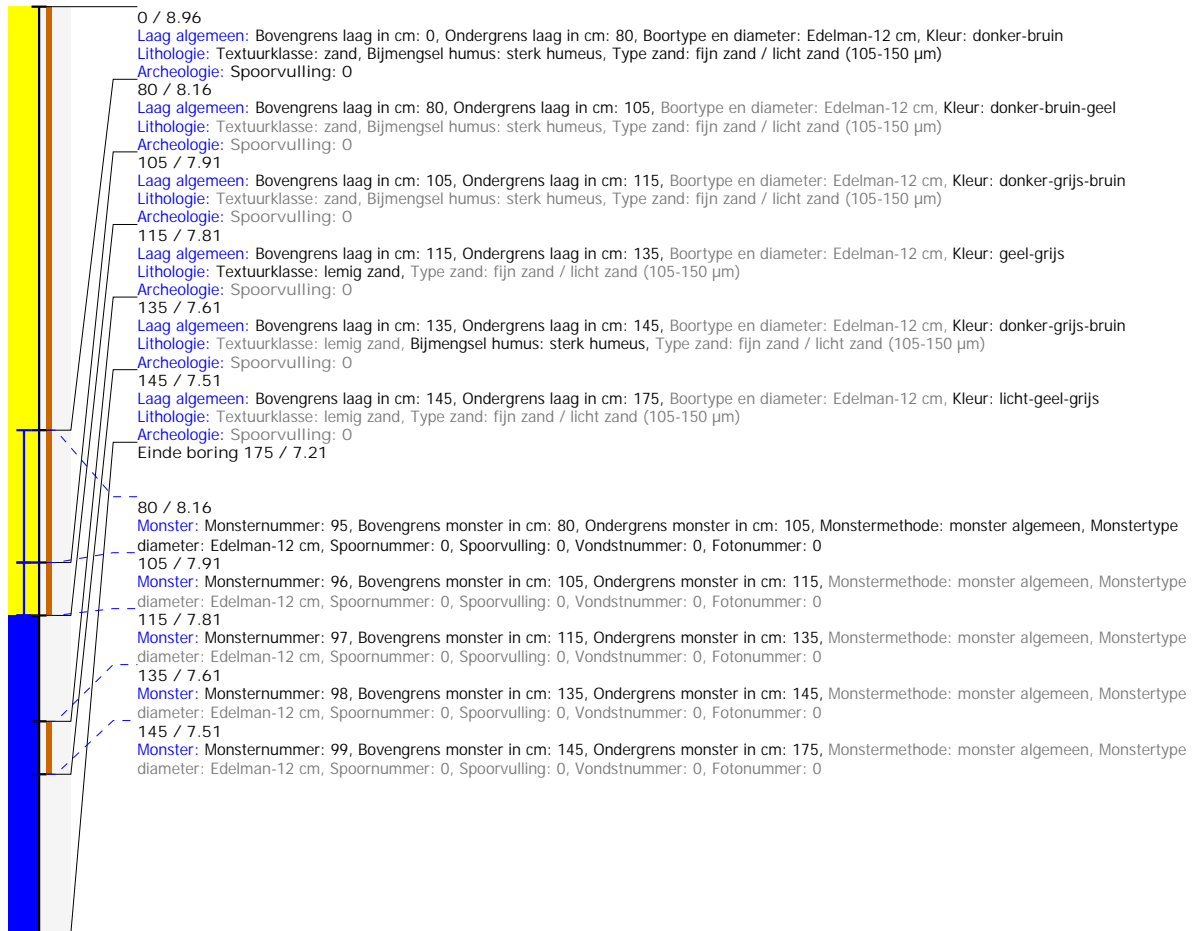 0 / 8.96
Laag algemeen: Bovengrens laag in cm: 0, Ondergrens laag in cm: 80, Boortype en diameter: Edelman-12 cm, Kleur: donker-bruin
Lithologie: Textuurklasse: zand, Bijmengsel humus: sterk humeus, Type zand: fijn zand / licht zand (105-150 µm)
Archeologie: Spoorvulling: 0
80 / 8.16
Laag algemeen: Bovengrens laag in cm: 80, Ondergrens laag in cm: 105, Boortype en diameter: Edelman-12 cm, Kleur: donker-bruin-geel
Lithologie: Textuurklasse: zand, Bijmengsel humus: sterk humeus, Type zand: fijn zand / licht zand (105-150 µm)
Archeologie: Spoorvulling: 0
105 / 7.91
Laag algemeen: Bovengrens laag in cm: 105, Ondergrens laag in cm: 115, Boortype en diameter: Edelman-12 cm, Kleur: donker-grijs-bruin
Lithologie: Textuurklasse: zand, Bijmengsel humus: sterk humeus, Type zand: fijn zand / licht zand (105-150 µm)
Archeologie: Spoorvulling: 0
115 / 7.81
Laag algemeen: Bovengrens laag in cm: 115, Ondergrens laag in cm: 135, Boortype en diameter: Edelman-12 cm, Kleur: geel-grijs
Lithologie: Textuurklasse: lemig zand, Type zand: fijn zand / licht zand (105-150 µm)
Archeologie: Spoorvulling: 0
135 / 7.61
Laag algemeen: Bovengrens laag in cm: 135, Ondergrens laag in cm: 145, Boortype en diameter: Edelman-12 cm, Kleur: donker-grijs-bruin
Lithologie: Textuurklasse: lemig zand, Bijmengsel humus: sterk humeus, Type zand: fijn zand / licht zand (105-150 µm)
Archeologie: Spoorvulling: 0
145 / 7.51
Laag algemeen: Bovengrens laag in cm: 145, Ondergrens laag in cm: 175, Boortype en diameter: Edelman-12 cm, Kleur: licht-geel-grijs
Lithologie: Textuurklasse: lemig zand, Type zand: fijn zand / licht zand (105-150 µm)
Archeologie: Spoorvulling: 0
Einde boring 175 / 7.21
80 / 8.16
Monster: Monsternummer: 95, Bovengrens monster in cm: 80, Ondergrens monster in cm: 105, Monstermethode: monster algemeen, Monstertype
diameter: Edelman-12 cm, Spoornummer: 0, Spoorvulling: 0, Vondstnummer: 0, Fotonummer: 0
105 / 7.91
Monster: Monsternummer: 96, Bovengrens monster in cm: 105, Ondergrens monster in cm: 115, Monstermethode: monster algemeen, Monstertype
diameter: Edelman-12 cm, Spoornummer: 0, Spoorvulling: 0, Vondstnummer: 0, Fotonummer: 0
115 / 7.81
Monster: Monsternummer: 97, Bovengrens monster in cm: 115, Ondergrens monster in cm: 135, Monstermethode: monster algemeen, Monstertype
diameter: Edelman-12 cm, Spoornummer: 0, Spoorvulling: 0, Vondstnummer: 0, Fotonummer: 0
135 / 7.61
Monster: Monsternummer: 98, Bovengrens monster in cm: 135, Ondergrens monster in cm: 145, Monstermethode: monster algemeen, Monstertype
diameter: Edelman-12 cm, Spoornummer: 0, Spoorvulling: 0, Vondstnummer: 0, Fotonummer: 0
145 / 7.51
Monster: Monsternummer: 99, Bovengrens monster in cm: 145, Ondergrens monster in cm: 175, Monstermethode: monster algemeen, Monstertype
diameter: Edelman-12 cm, Spoornummer: 0, Spoorvulling: 0, Vondstnummer: 0, Fotonummer: 0